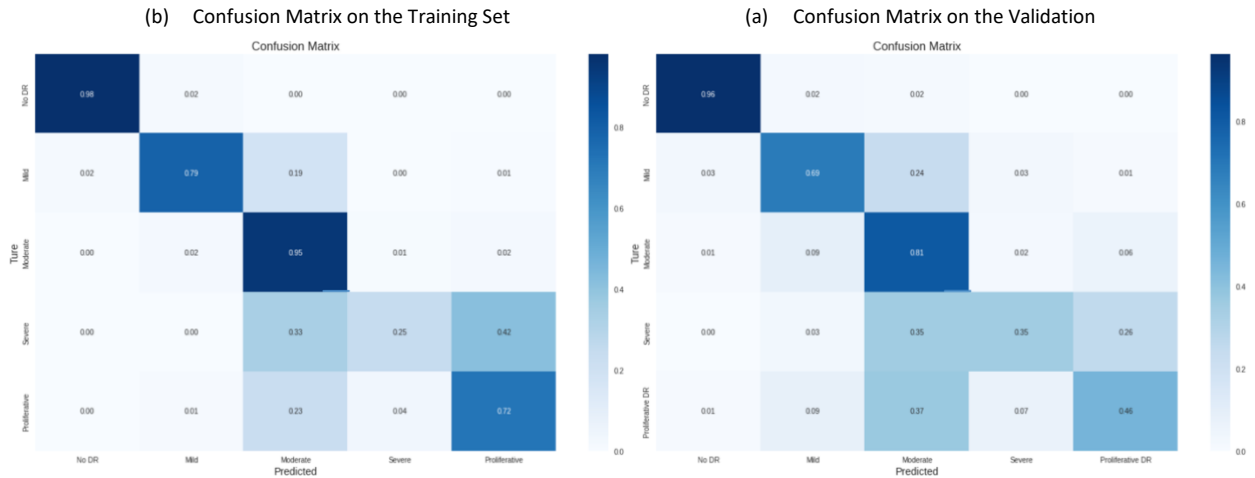 (b) Confusion Matrix on the Training Set
Confusion Matrix
No DR 0.98 0.02 0.00 0.00 0.00
Mild 0.02 0.79 0.19 0.00 0.01
Moderate 0.00 0.02 0.95 0.01 0.02
Severe 0.00 0.00 0.33 0.25 0.42
Proliferative 0.00 0.01 0.23 0.04 0.72
Ture
No DR Mild Moderate Severe Proliferative
Predicted
0.8
0.6
0.4
0.2
0.0
(a) Confusion Matrix on the Validation
Confusion Matrix
No DR 0.96 0.02 0.02 0.00 0.00
Mild 0.03 0.69 0.24 0.03 0.01
Moderate 0.01 0.09 0.81 0.02 0.06
Severe 0.00 0.03 0.35 0.35 0.26
Proliferative DR 0.01 0.09 0.37 0.07 0.46
Ture
No DR Mild Moderate Severe Proliferative DR
Predicted
0.8
0.6
0.4
0.2
0.0